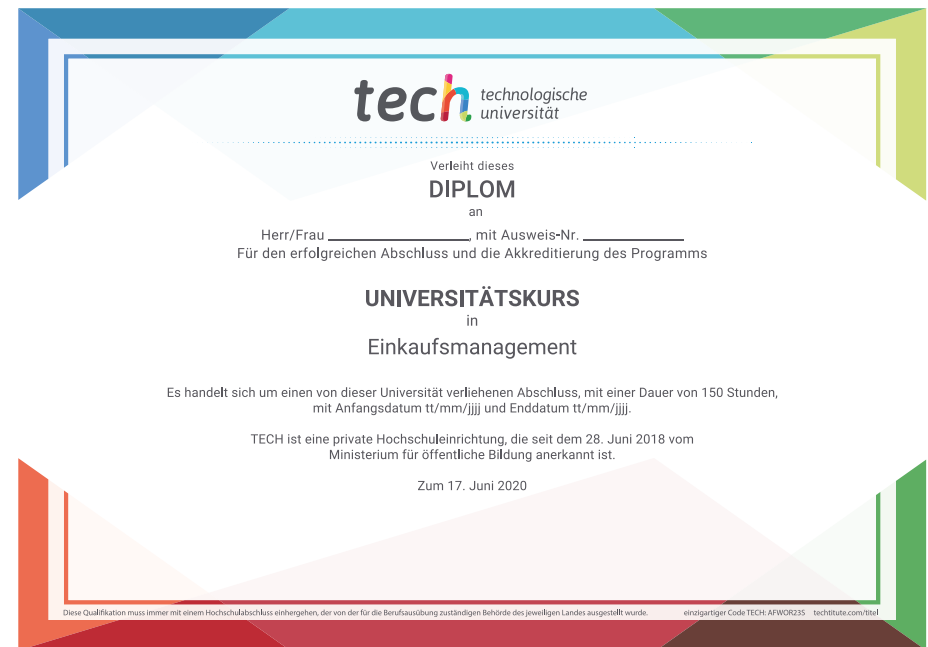 tech technologische
universität
Verleiht dieses
DIPLOM
an
Herr/Frau ________________, mit Ausweis-Nr. ____________
Für den erfolgreichen Abschluss und die Akkreditierung des Programms
UNIVERSITÄTSKURS
in
Einkaufsmanagement
Es handelt sich um einen von dieser Universität verliehenen Abschluss, mit einer Dauer von 150 Stunden,
mit Anfangsdatum tt/mm/jjjj und Enddatum tt/mm/jjjj.
TECH ist eine private Hochschuleinrichtung, die seit dem 28. Juni 2018 vom
Ministerium für öffentliche Bildung anerkannt ist.
Zum 17. Juni 2020
Diese Qualifikation muss immer mit einem Hochschulabschluss einhergehen, der von der für die Berufsausübung zuständigen Behörde des jeweiligen Landes ausgestellt wurde. einzigartiger Code TECH: AFWOR235 techtitute.com/titel